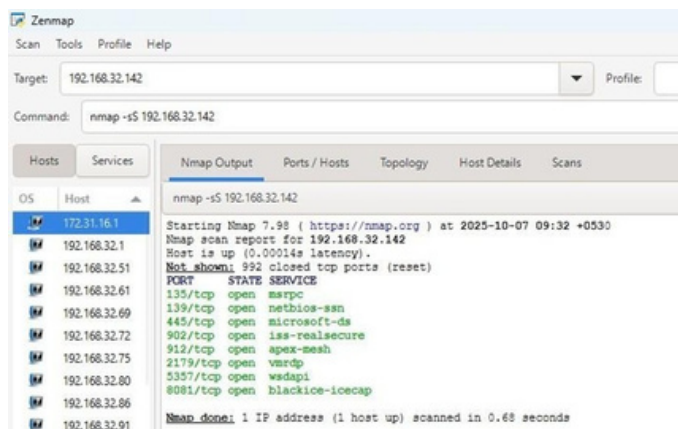 Zenmap
Scan Tools Profile Help
Target: 192.168.32.142 Profile:
Command: nmap -sS 192.168.32.142
Hosts Services
Nmap Output Ports / Hosts Topology Host Details Scans
OS Host
nmap -sS 192.168.32.142
172.31.16.1
192.168.32.1
192.168.32.51
192.168.32.61
192.168.32.69
192.168.32.72
192.168.32.75
192.168.32.80
192.168.32.86
192.168.32.91
Starting Nmap 7.98 ( https://nmap.org ) at 2025-10-07 09:32 +0530
Nmap scan report for 192.168.32.142
Host is up (0.00014s latency).
Not shown: 992 closed tcp ports (reset)
PORT STATE SERVICE
135/tcp open msrpc
139/tcp open netbios-ssn
445/tcp open microsoft-ds
902/tcp open iss-realsecure
912/tcp open apex-mesh
2179/tcp open vmrdp
5357/tcp open wsdapi
8081/tcp open blackice-icecap
Nmap done: 1 IP address (1 host up) scanned in 0.68 seconds